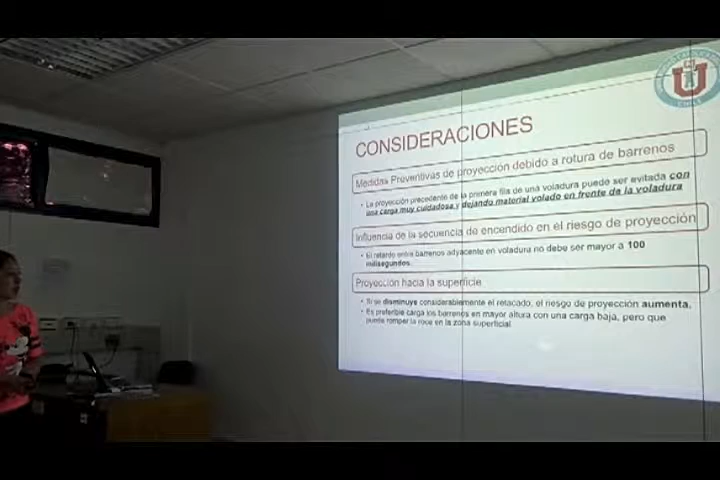 CONSIDERACIONES
Medidas Preventivas de proyección debido a rotura de barrenos
• La proyección precedente de la primera fila de una voladura puede ser evitada con
una carga muy cuidadosa y dejando material volado en frente de la voladura
Influencia de la secuencia de encendido en el riesgo de proyección
• El retardo entre barrenos adyacente en voladura no debe ser mayor a 100
milisegundos.
Proyección hacia la superficie
• Si se disminuye considerablemente el retacado, el riesgo de proyección aumenta.
• Es preferible carga los barrenos en mayor altura con una carga baja, pero que
puede romper la roca en la zona superficial
CHILE